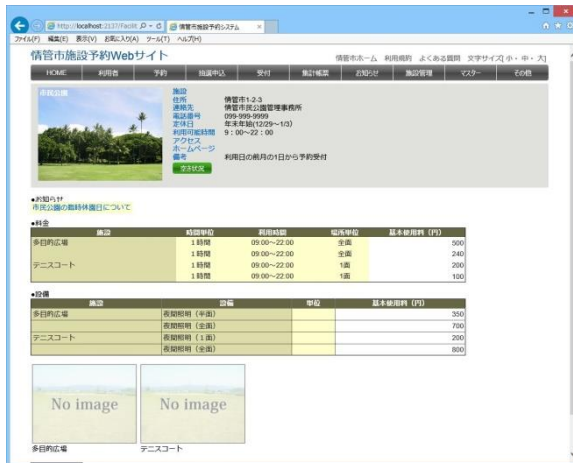 http://localhost:2137/Facilit
情管市施設予約システム
ファイル(F) 編集(E) 表示(V) お気に入り(A) ツール(T) ヘルプ(H)
情管市施設予約Webサイト
情管市ホーム 利用規約 よくある質問 文字サイズ[ 小・ 中・ 大]
HOME 利用者 予約 抽選申込 受付 集計帳票 お知らせ 施設管理 マスター その他
市民公園
施設
住所 情管市1-2-3
連絡先 情管市民公園管理事務所
電話番号 099-999-9999
定休日 年末年始(12/29～1/3)
利用可能時間 9：00～22：00
アクセス
ホームページ
備考 利用日の前月の1日から予約受付
空き状況
●お知らせ
市民公園の臨時休園日について
●料金
施設 時間単位 利用時間 場所単位 基本使用料（円）
多目的広場 1時間 09:00～22:00 全面 500
1時間 09:00～22:00 全面 240
テニスコート 1時間 09:00～22:00 1面 200
1時間 09:00～22:00 1面 100
●設備
施設 設備 単位 基本使用料（円）
多目的広場 夜間照明（半面） 350
夜間照明（全面） 700
テニスコート 夜間照明（１面） 200
夜間照明（全面） 800
No image No image
多目的広場 テニスコート